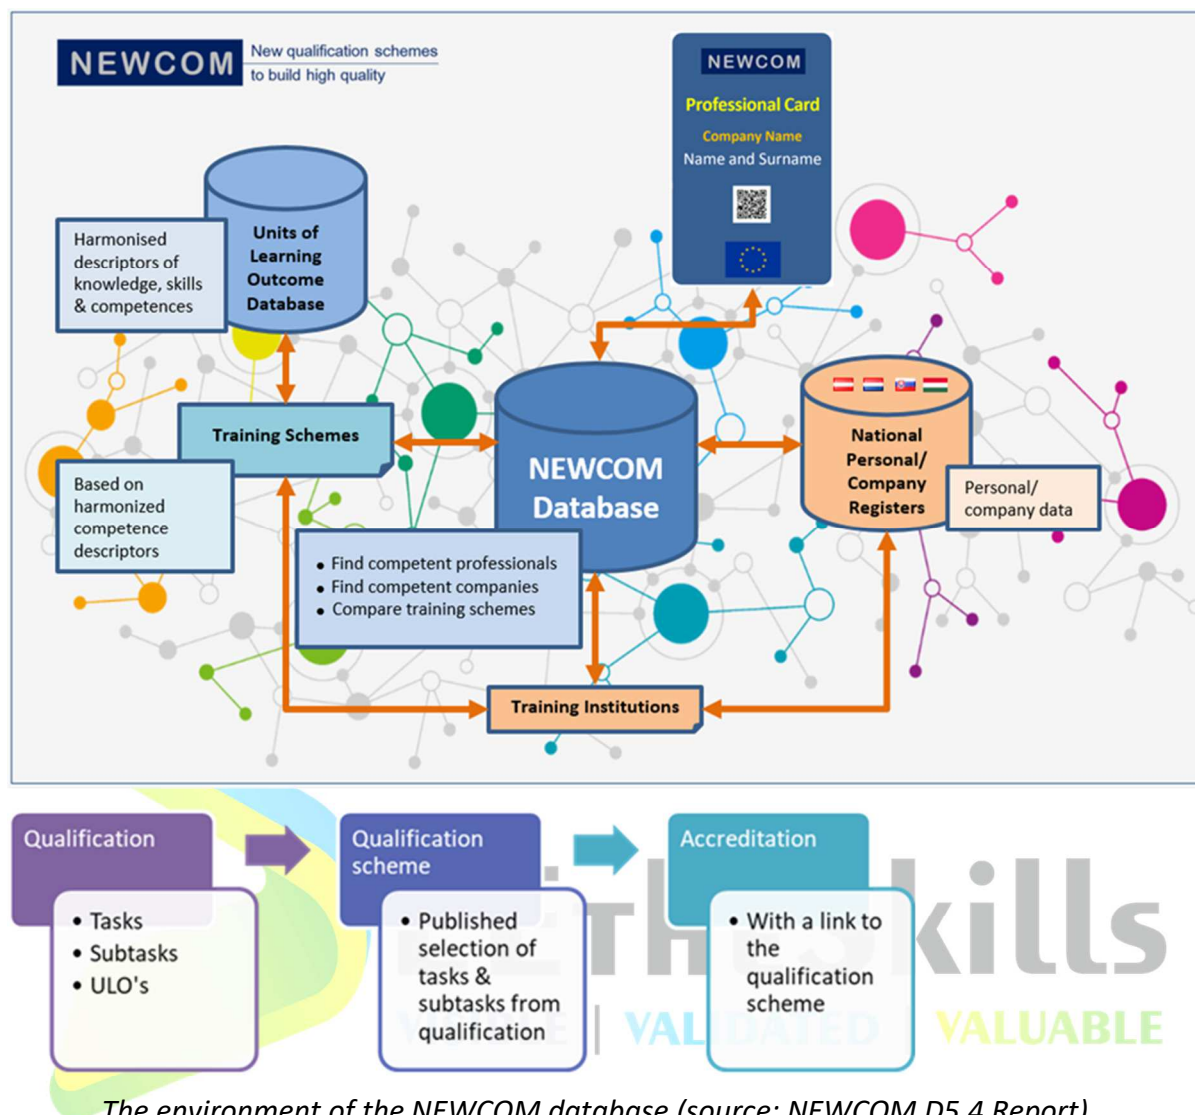 NEWCOM
New qualification schemes
to build high quality
NEWCOM
Professional Card
Company Name
Name and Surname
Units of
Learning
Outcome
Database
Harmonised
descriptors of
knowledge, skills
& competences
Training Schemes
Based on
harmonized
competence
descriptors
NEWCOM
Database
• Find competent professionals
• Find competent companies
• Compare training schemes
National
Personal/
Company
Registers
Personal/
company data
Training Institutions
Qualification
• Tasks
• Subtasks
• ULO's
Qualification
scheme
• Published
selection of
tasks &
subtasks from
qualification
Accreditation
• With a link to
the
qualification
scheme
VALIDATED | VALUABLE
The environment of the NEWCOM database (source: NEWCOM D5.4 Report)